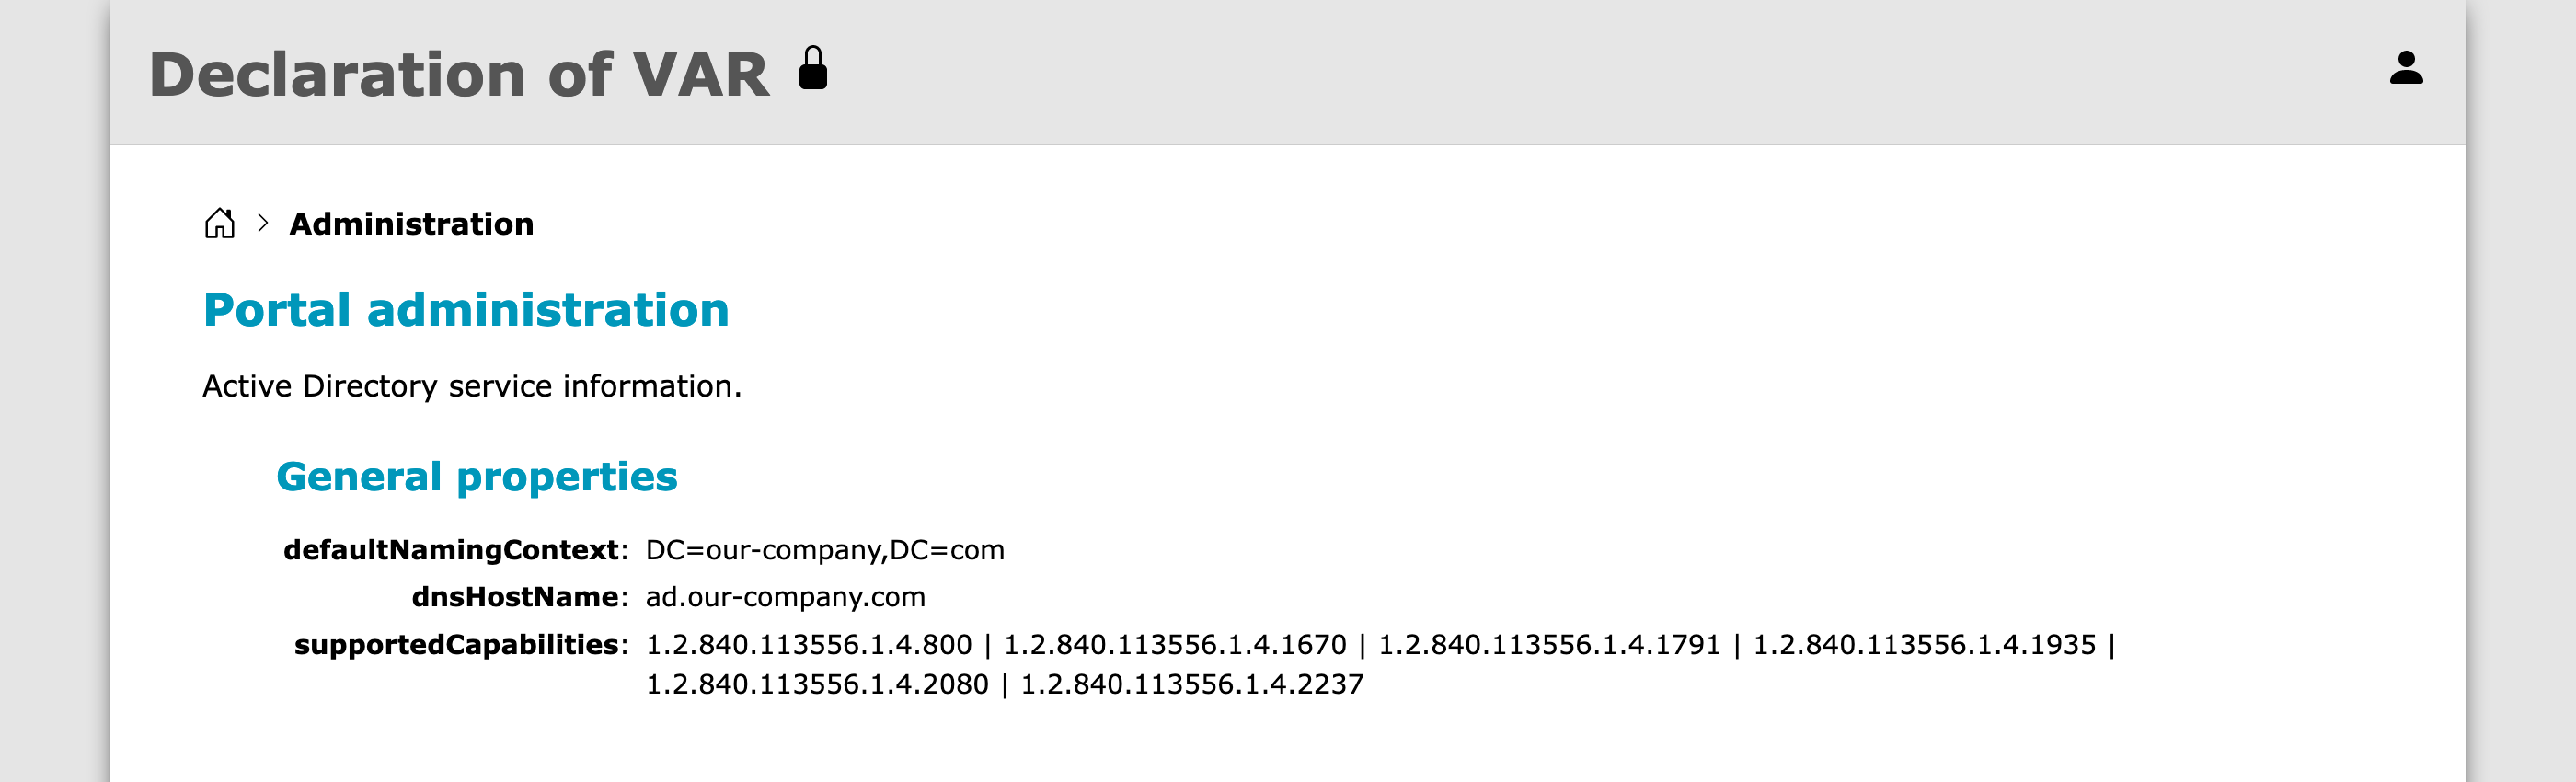 Declaration of VAR
Administration
Portal administration
Active Directory service information.
General properties
defaultNamingContext: DC=our-company,DC=com
dnsHostName: ad.our-company.com
supportedCapabilities: 1.2.840.113556.1.4.800 | 1.2.840.113556.1.4.1670 | 1.2.840.113556.1.4.1791 | 1.2.840.113556.1.4.1935 |
1.2.840.113556.1.4.2080 | 1.2.840.113556.1.4.2237